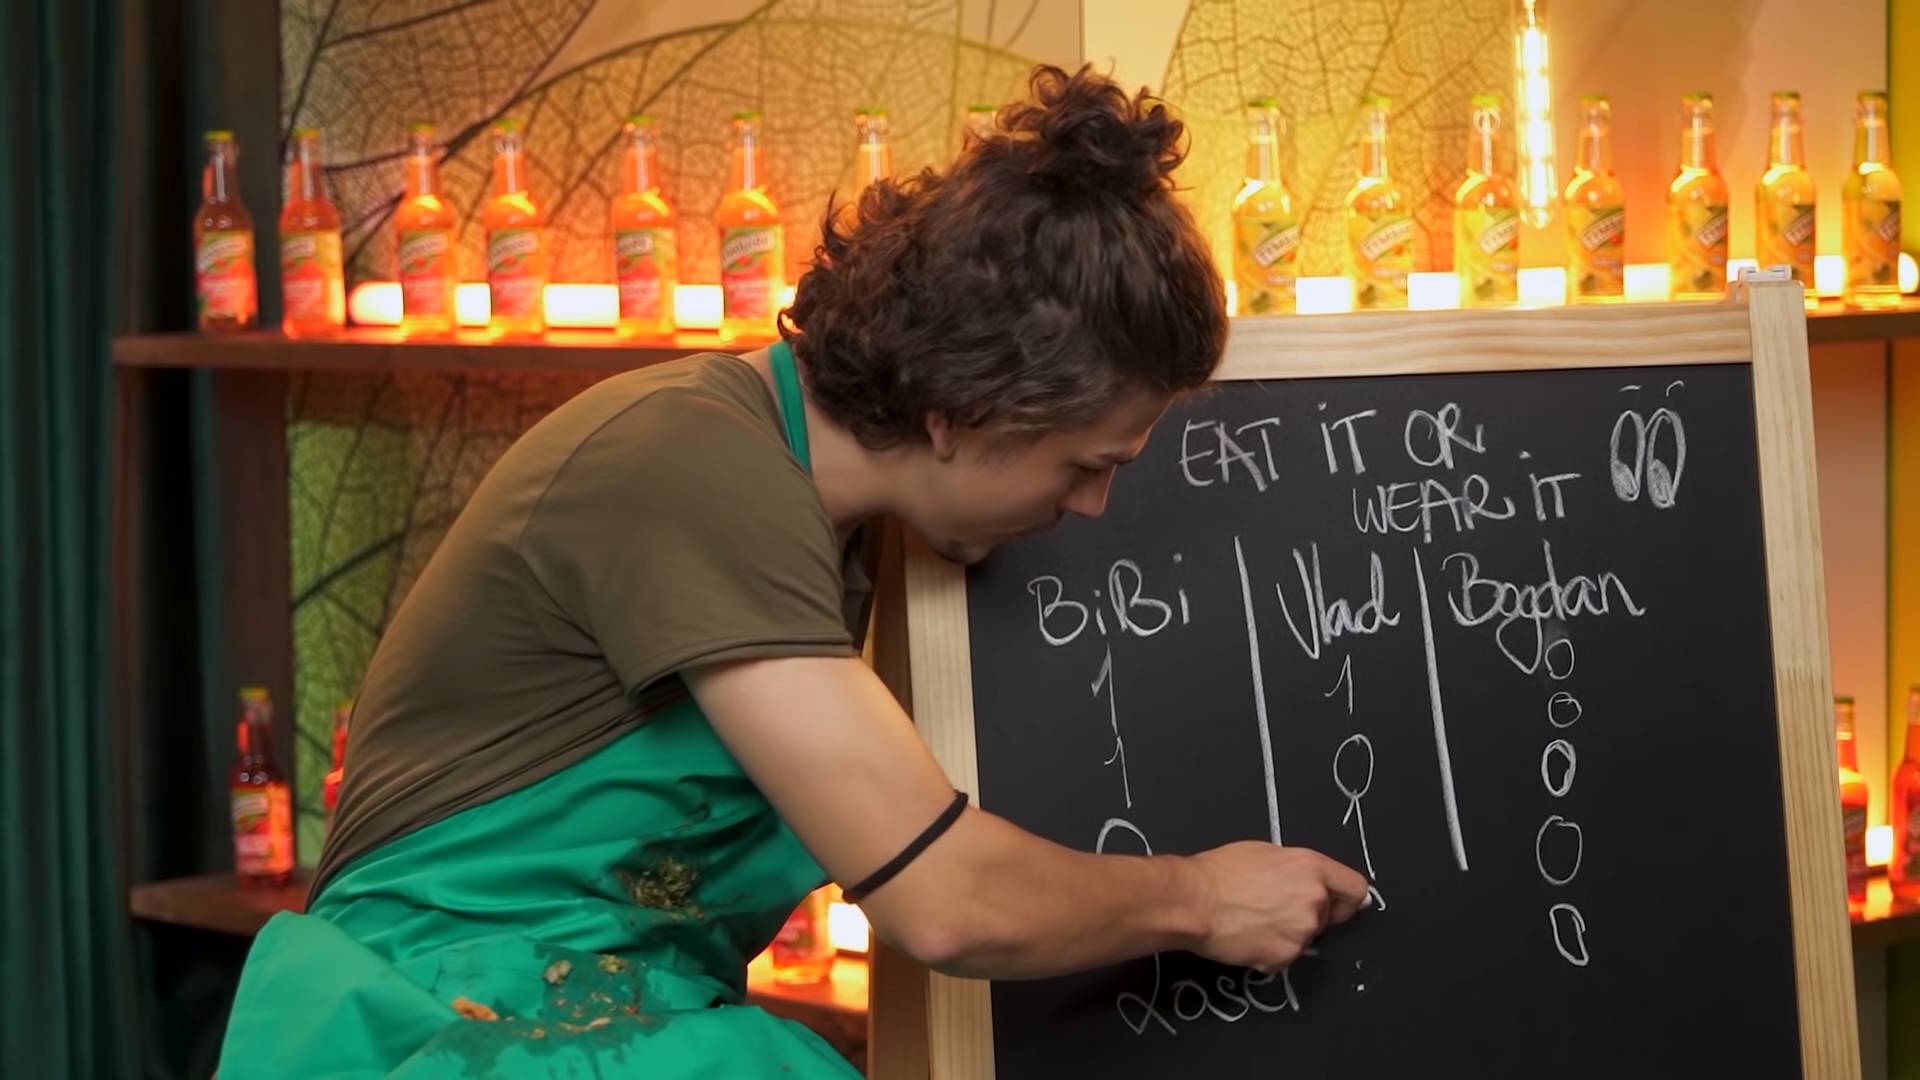 EAT iT OR
WEAR iT
BiBi Vlad Bogdan
1 1 0
1 0 0
0 1 0
0
0
Loser :